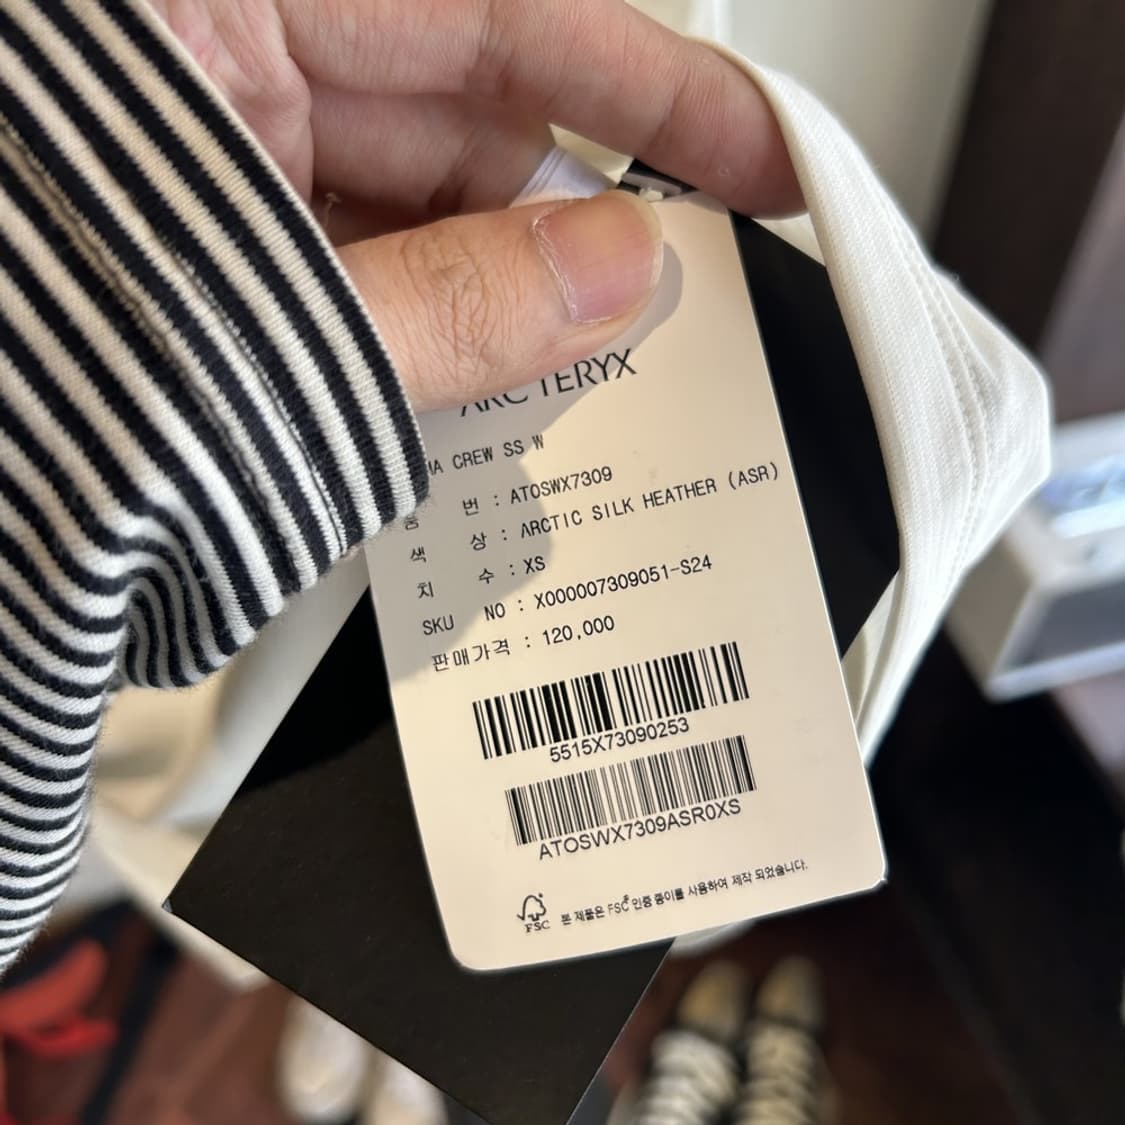 ARC'TERYX
CREW SS W
번 : ATOSWX7309
색 상 : ARCTIC SILK HEATHER (ASR)
치 수 : XS
SKU NO : X000007309051-S24
판매가격 : 120,000
5515X73090253
ATOSWX7309ASR0XS
FSC 본 제품은 FSC® 인증 종이를 사용하여 제작 되었습니다.